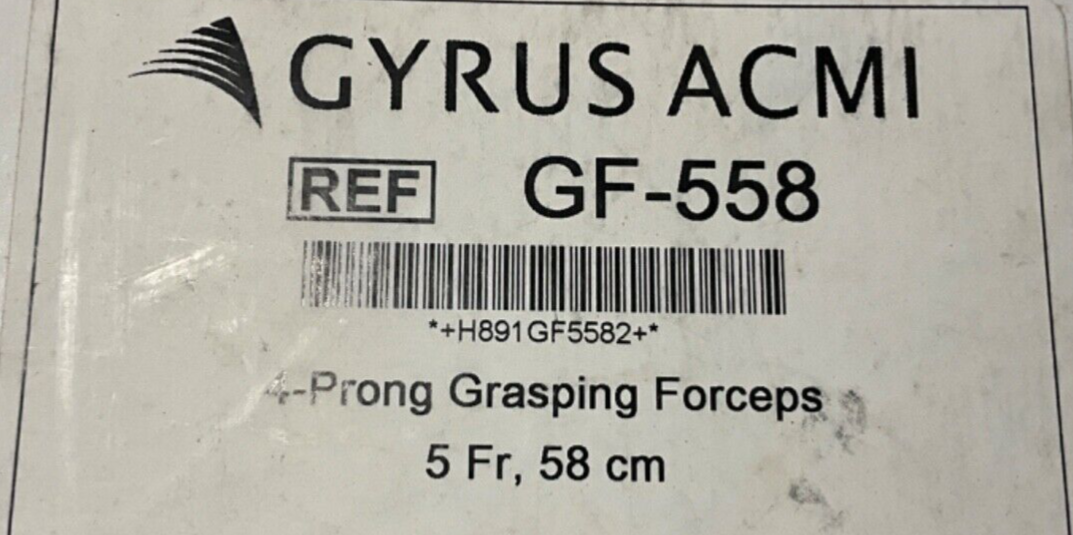 GYRUS ACMI
REF GF-558
*+H891GF5582+*
4-Prong Grasping Forceps
5 Fr, 58 cm